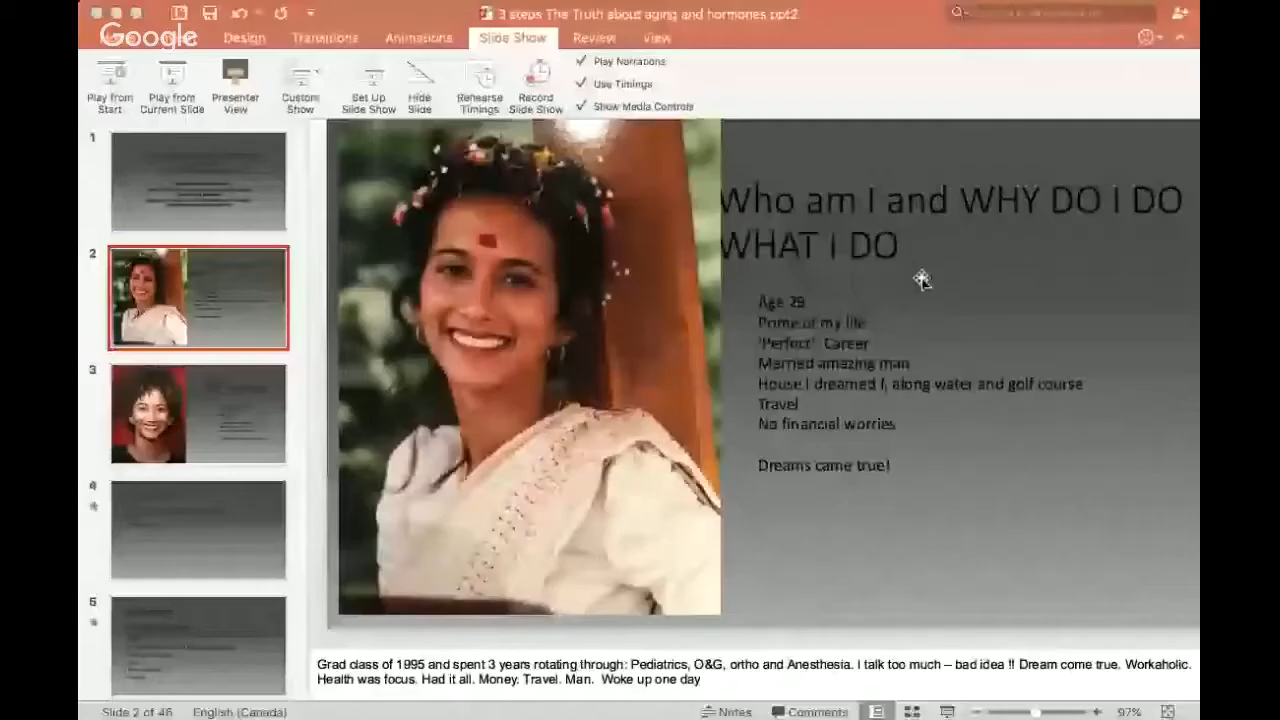 3 steps The Truth about aging and hormones ppt2
Google
Design
Transitions
Animations
Slide Show
Review
View
Play from Start
Play from Current Slide
Presenter View
Custom Show
Set Up Slide Show
Hide Slide
Rehearse Timings
Record Slide Show
Play Narrations
Use Timings
Show Media Controls
1
2
3
4
5
Who am I and WHY DO I DO
WHAT I DO
Age 29
Prime of my life
'Perfect' Career
Married amazing man
House I dreamed f, along water and golf course
Travel
No financial worries
Dreams came true!
Grad class of 1995 and spent 3 years rotating through: Pediatrics, O&G, ortho and Anesthesia. I talk too much – bad idea !! Dream come true. Workaholic.
Health was focus. Had it all. Money. Travel. Man. Woke up one day
Slide 2 of 46
English (Canada)
Notes
Comments
97%